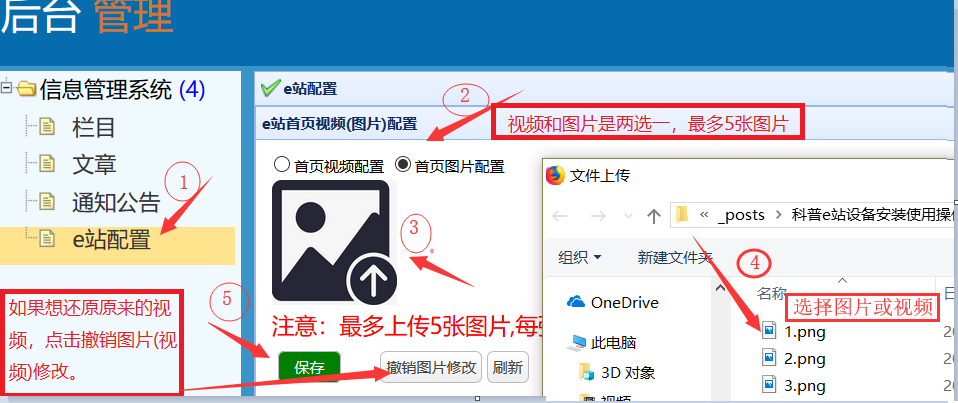 后台 管理
信息管理系统 (4)
栏目
文章
通知公告
e站配置
1
e站配置
2
e站首页视频(图片)配置
视频和图片是两选一，最多5张图片
首页视频配置
首页图片配置
3
。
注意：最多上传5张图片,每
5
保存
撤销图片修改
刷新
如果想还原原来的视
频，点击撤销图片(视
频)修改。
文件上传
« _posts › 科普e站设备安装使用操作
组织
新建文件夹
4
名称
选择图片或视频
OneDrive
此电脑
3D 对象
视频
1.png
2.png
3.png